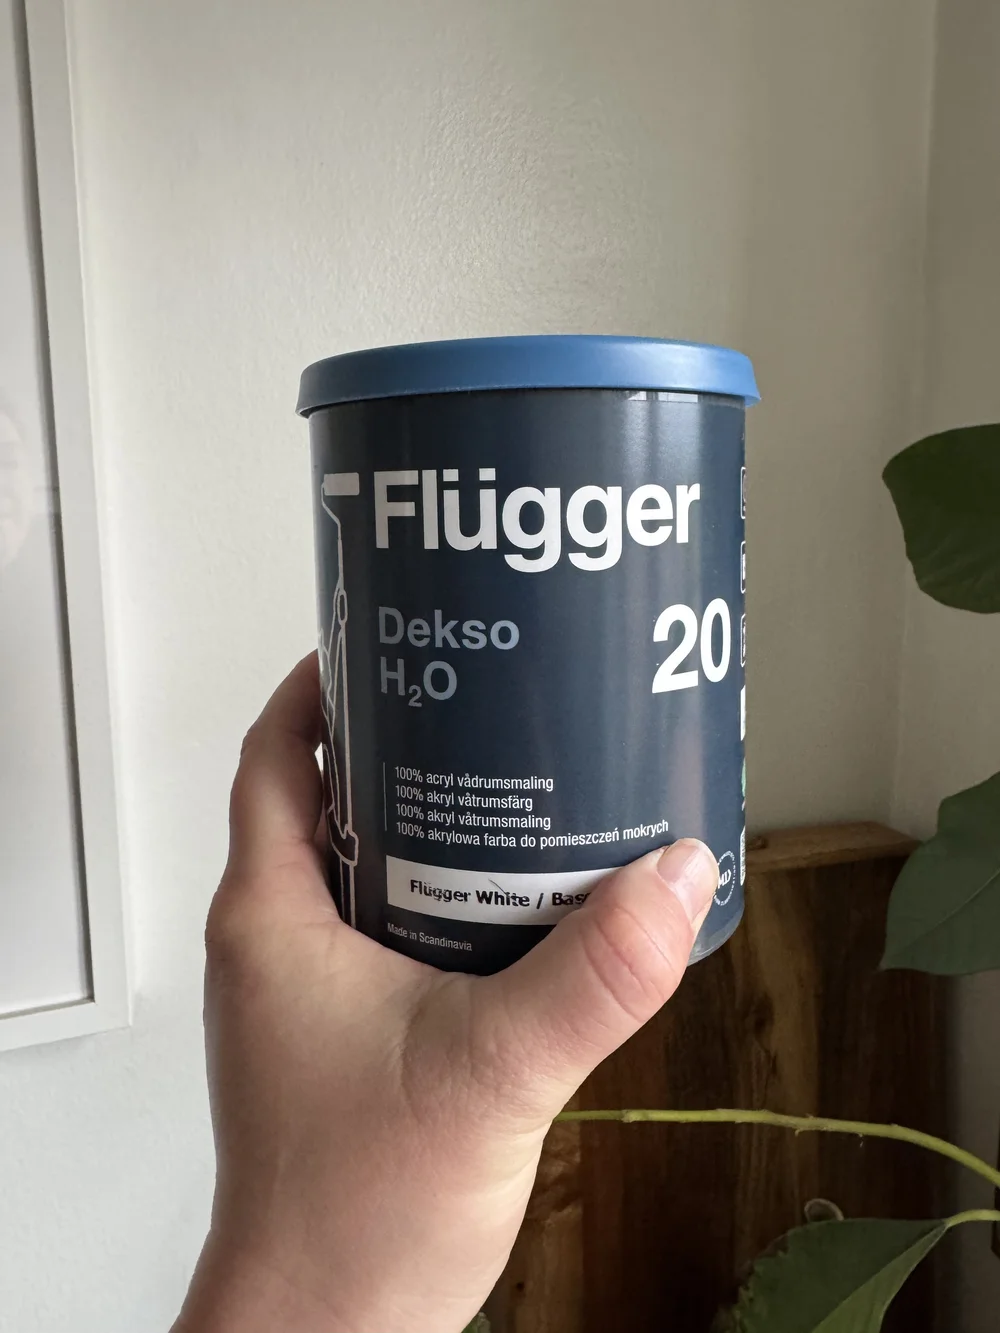 Flügger
Dekso
H₂O
20
100% acryl vådrumsmaling
100% akryl våtrumsfärg
100% akryl våtrumsmaling
100% akrylowa farba do pomieszczeń mokrych
Flügger White /
Made in Scandinavia